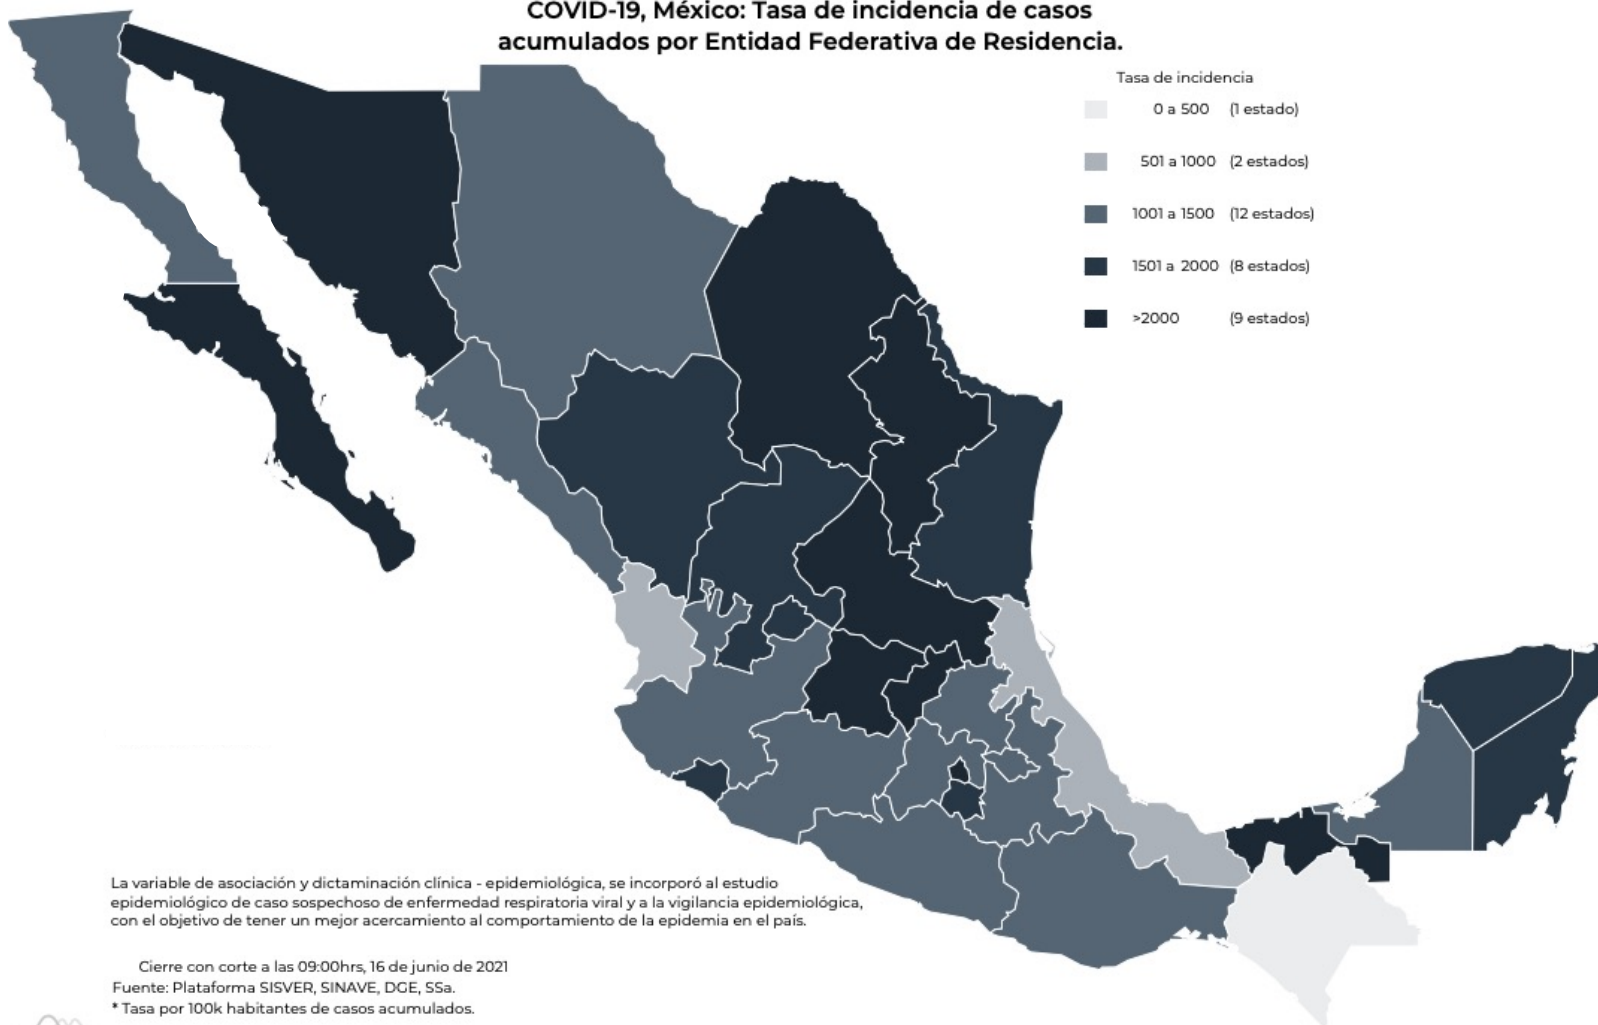 COVID-19, México: Tasa de incidencia de casos
acumulados por Entidad Federativa de Residencia.
Tasa de incidencia
0 a 500 (1 estado)
501 a 1000 (2 estados)
1001 a 1500 (12 estados)
1501 a 2000 (8 estados)
>2000 (9 estados)
La variable de asociación y dictaminación clínica - epidemiológica, se incorporó al estudio
epidemiológico de caso sospechoso de enfermedad respiratoria viral y a la vigilancia epidemiológica,
con el objetivo de tener un mejor acercamiento al comportamiento de la epidemia en el país.
Cierre con corte a las 09:00hrs, 16 de junio de 2021
Fuente: Plataforma SISVER, SINAVE, DGE, SSa.
* Tasa por 100k habitantes de casos acumulados.